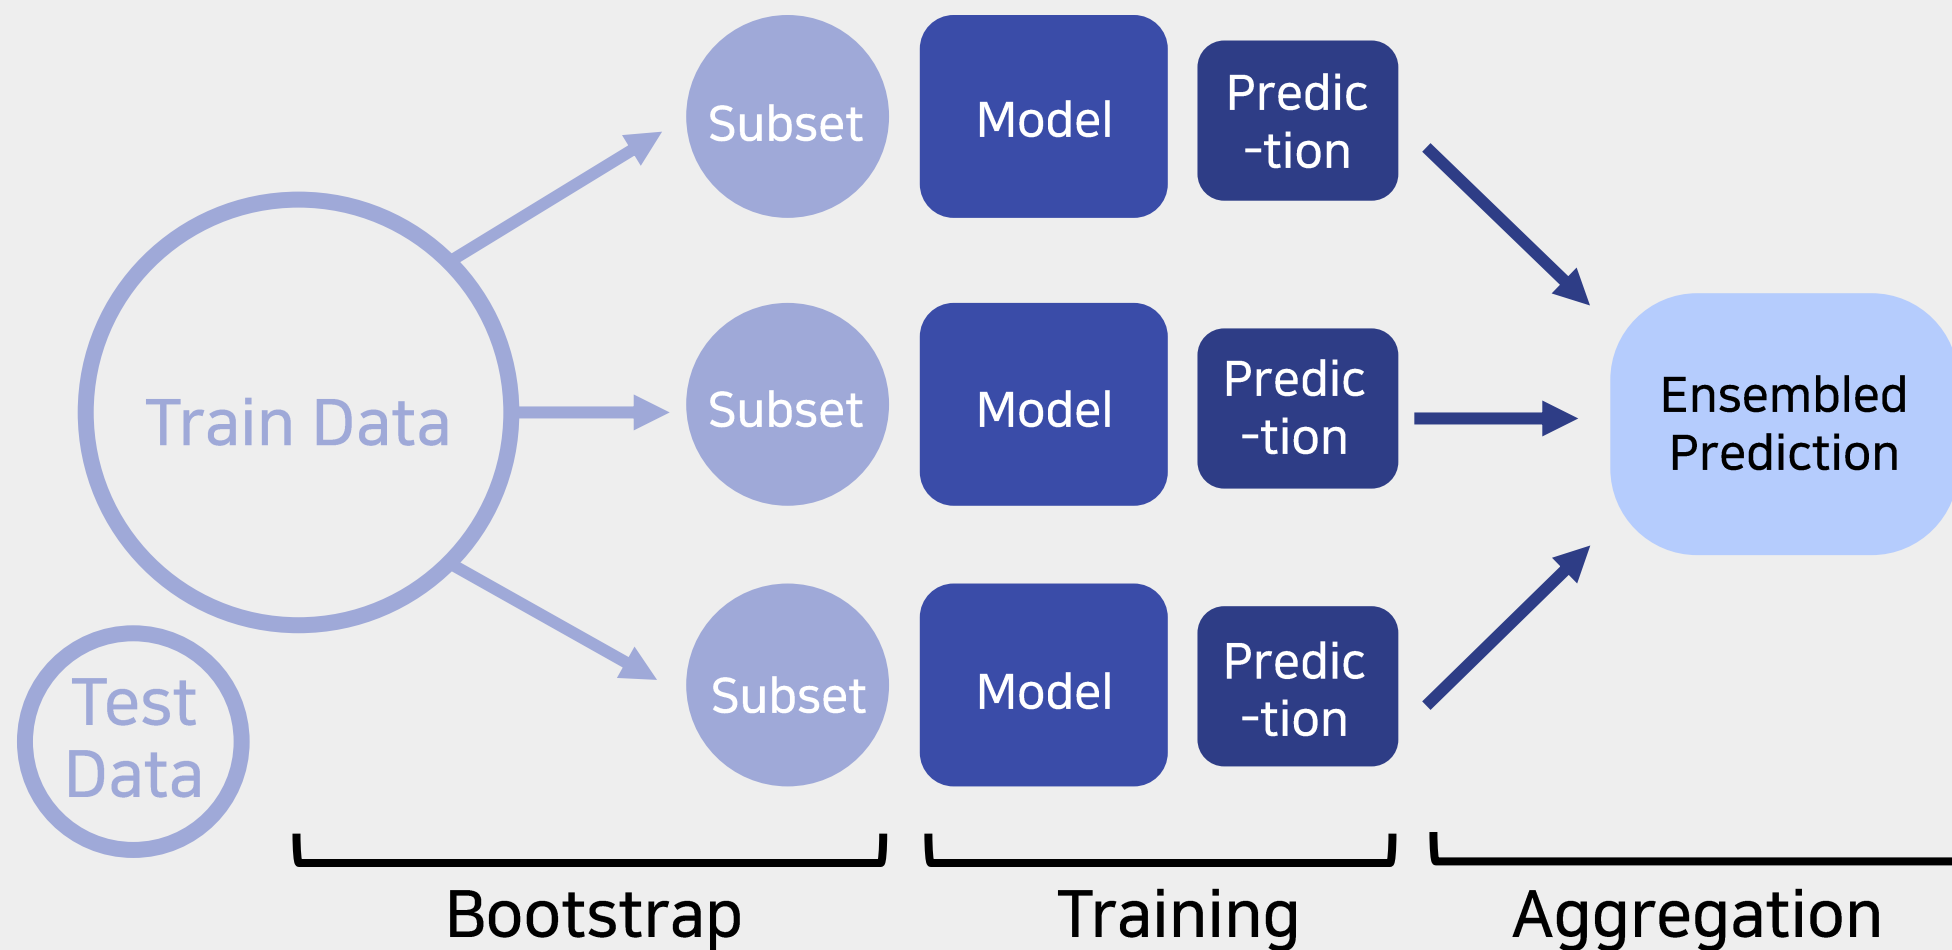 Train Data
Test
Data
Subset
Model
Predic
-tion
Subset
Model
Predic
-tion
Subset
Model
Predic
-tion
Ensembled
Prediction
Bootstrap
Training
Aggregation